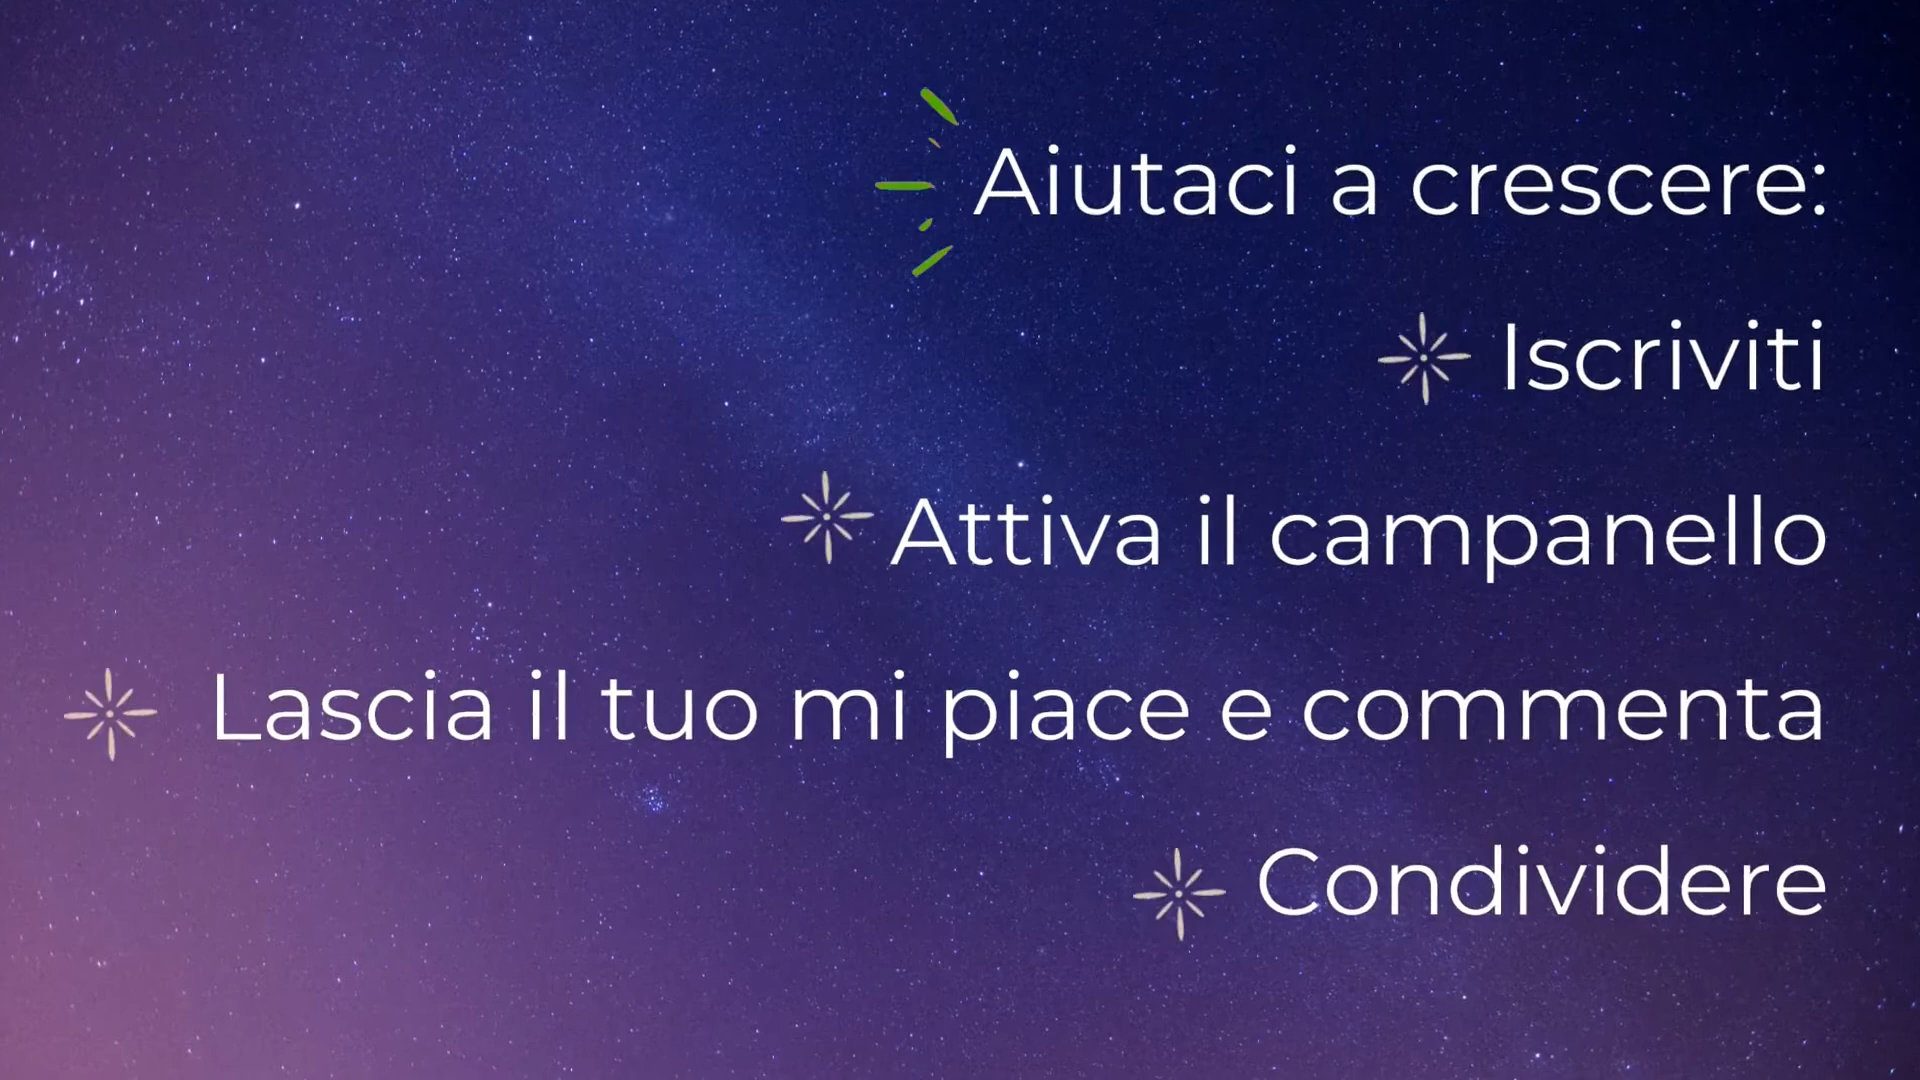 Aiutaci a crescere:
Iscriviti
Attiva il campanello
Lascia il tuo mi piace e commenta
Condividere